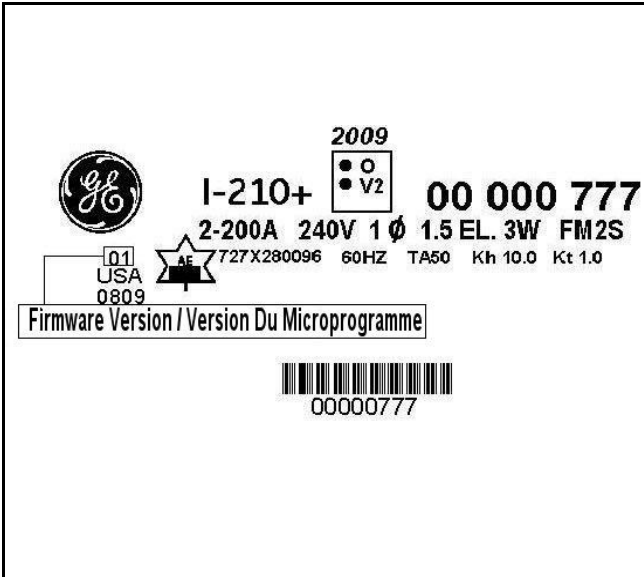 2009
GE
I-210+
O
V2
00 000 777
2-200A 240V 1 Ø 1.5 EL. 3W FM2S
AE
727X280096 60HZ TA50 Kh 10.0 Kt 1.0
01
USA
0809
Firmware Version / Version Du Microprogramme
00000777